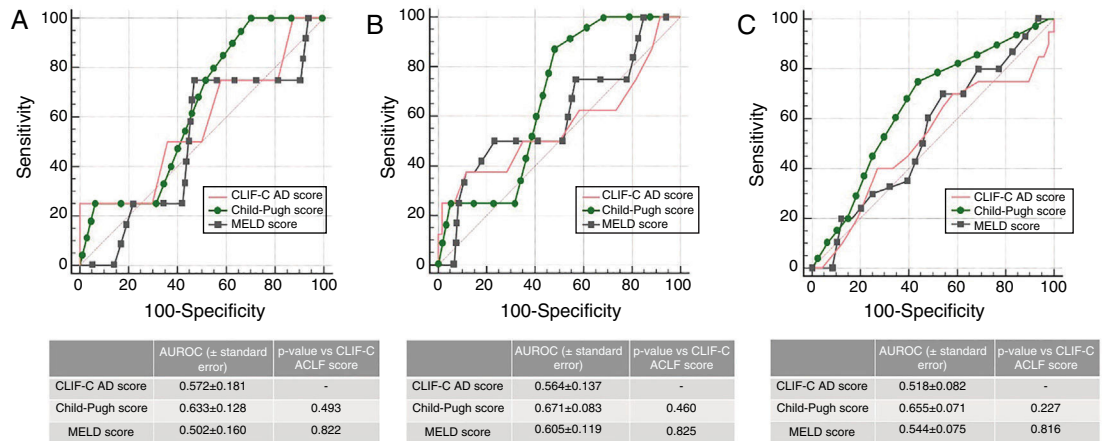 A
Sensitivity
100
80
60
40
20
0
CLIF-C AD score
Child-Pugh score
MELD score
0 20 40 60 80 100
100-Specificity
B
Sensitivity
100
80
60
40
20
0
CLIF-C AD score
Child-Pugh score
MELD score
0 20 40 60 80 100
100-Specificity
C
Sensitivity
100
80
60
40
20
0
CLIF-C AD score
Child-Pugh score
MELD score
0 20 40 60 80 100
100-Specificity
AUROC (± standard error) p-value vs CLIF-C ACLF score
CLIF-C AD score 0.572±0.181 -
Child-Pugh score 0.633±0.128 0.493
MELD score 0.502±0.160 0.822
AUROC (± standard error) p-value vs CLIF-C ACLF score
CLIF-C AD score 0.564±0.137 -
Child-Pugh score 0.671±0.083 0.460
MELD score 0.605±0.119 0.825
AUROC (± standard error) p-value vs CLIF-C ACLF score
CLIF-C AD score 0.518±0.082 -
Child-Pugh score 0.655±0.071 0.227
MELD score 0.544±0.075 0.816